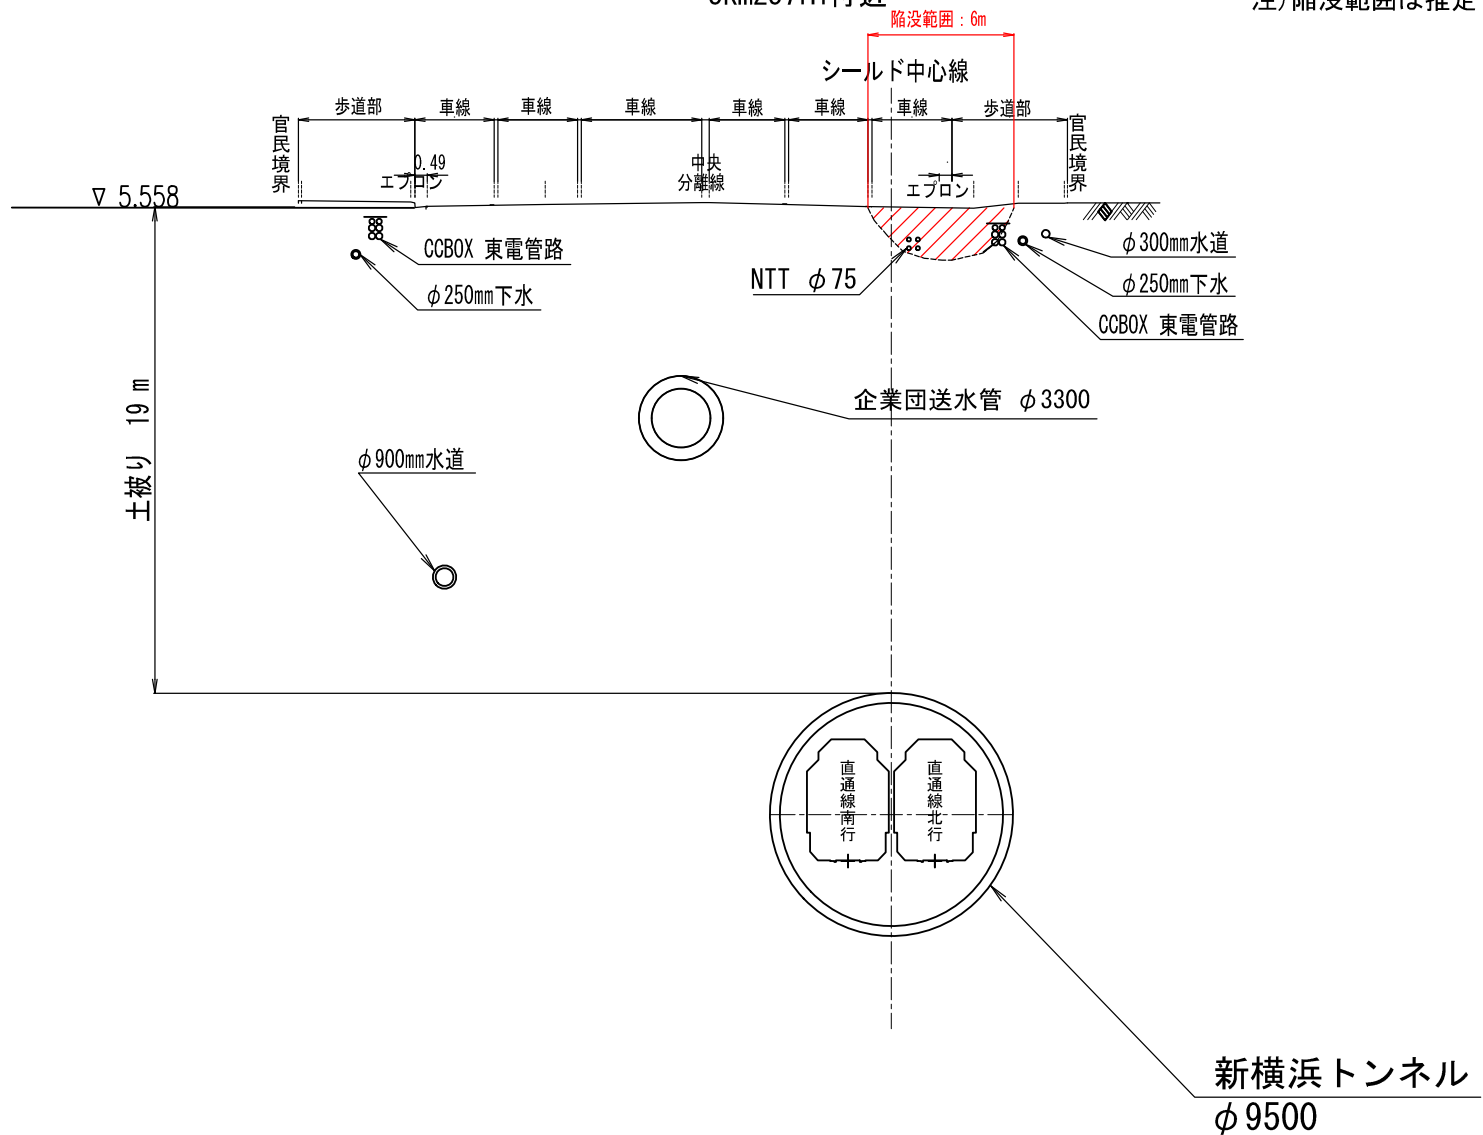 陥没範囲：6m
シールド中心線
歩道部
車線
車線
車線
車線
車線
車線
歩道部
官民境界
官民境界
0.49
エプロン
中央
分離線
エプロン
▽ 5.558
CCBOX 東電管路
φ250mm下水
NTT φ75
φ300mm水道
φ250mm下水
CCBOX 東電管路
土被り 19 m
企業団送水管 φ3300
φ900mm水道
直通線南行
直通線北行
新横浜トンネル
φ9500